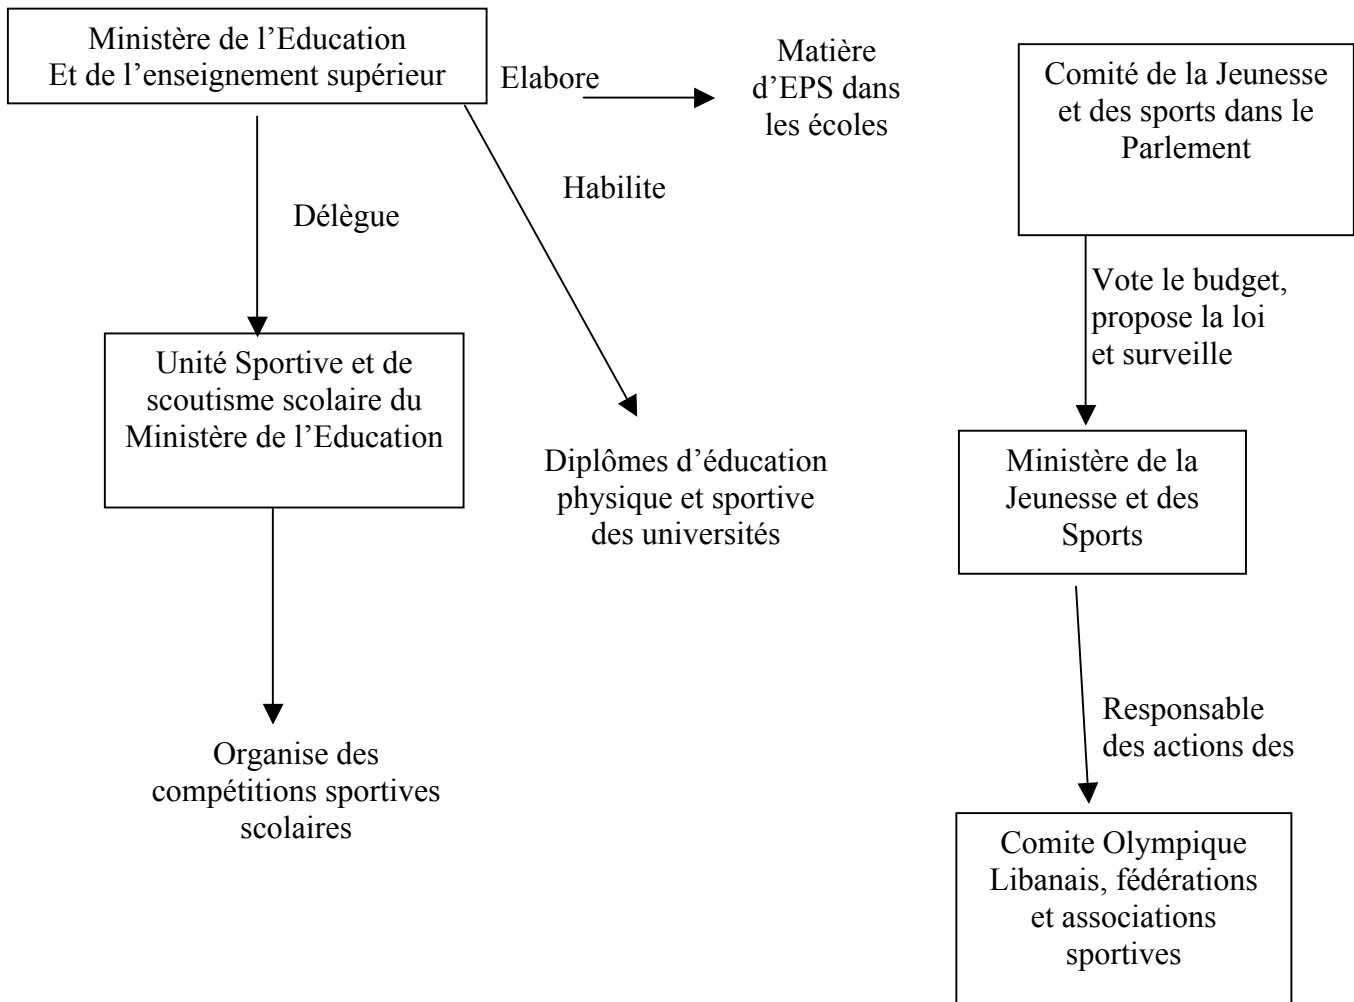 Ministère de l’Education
Et de l’enseignement supérieur
Elabore
Matière
d’EPS dans
les écoles
Comité de la Jeunesse
et des sports dans le
Parlement
Habilite
Délègue
Vote le budget,
propose la loi
et surveille
Unité Sportive et de
scoutisme scolaire du
Ministère de l’Education
Diplômes d’éducation
physique et sportive
des universités
Ministère de la
Jeunesse et des
Sports
Responsable
des actions des
Organise des
compétitions sportives
scolaires
Comite Olympique
Libanais, fédérations
et associations
sportives